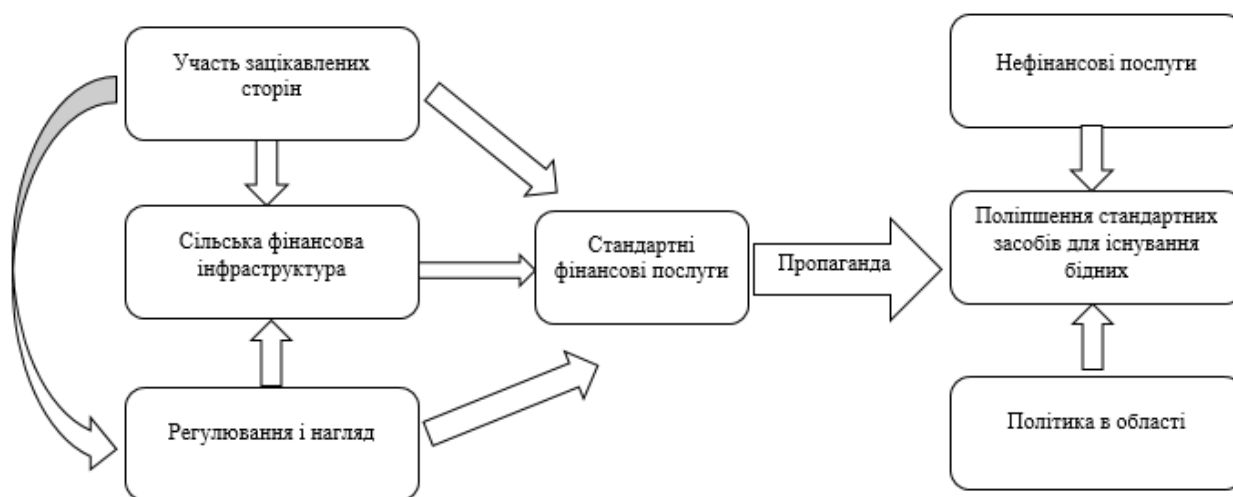 Участь зацікавлених
сторін
Сільська фінансова
інфраструктура
Регулювання і нагляд
Стандартні
фінансові послуги
Пропаганда
Нефінансові послуги
Поліпшення стандартних
засобів для існування
бідних
Політика в області